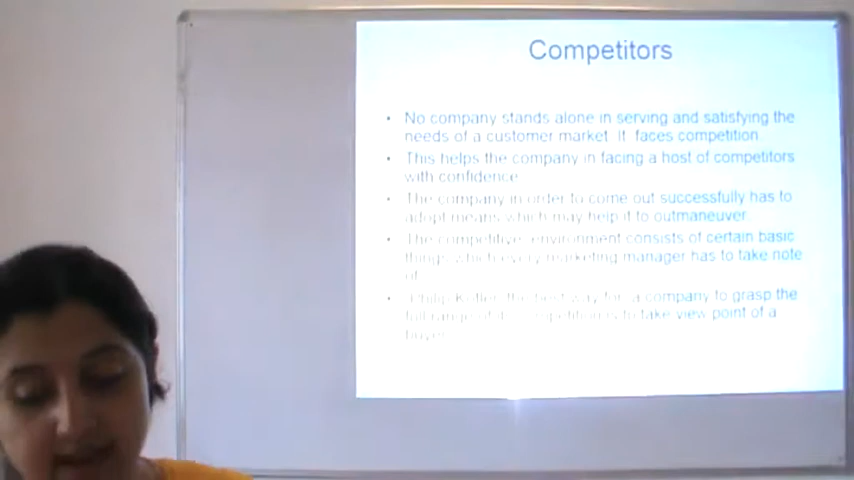 Competitors
• No company stands alone in serving and satisfying the
needs of a customer market. It faces competition.
• This helps the company in facing a host of competitors
with confidence
• The company in order to come out successfully has to
adopt means which may help it to outmaneuver.
• The competitive environment consists of certain basic
things which every marketing manager has to take note
of.
• Philip Kotler, the best way for a company to grasp the
full range of its competition is to take view point of a
buyer